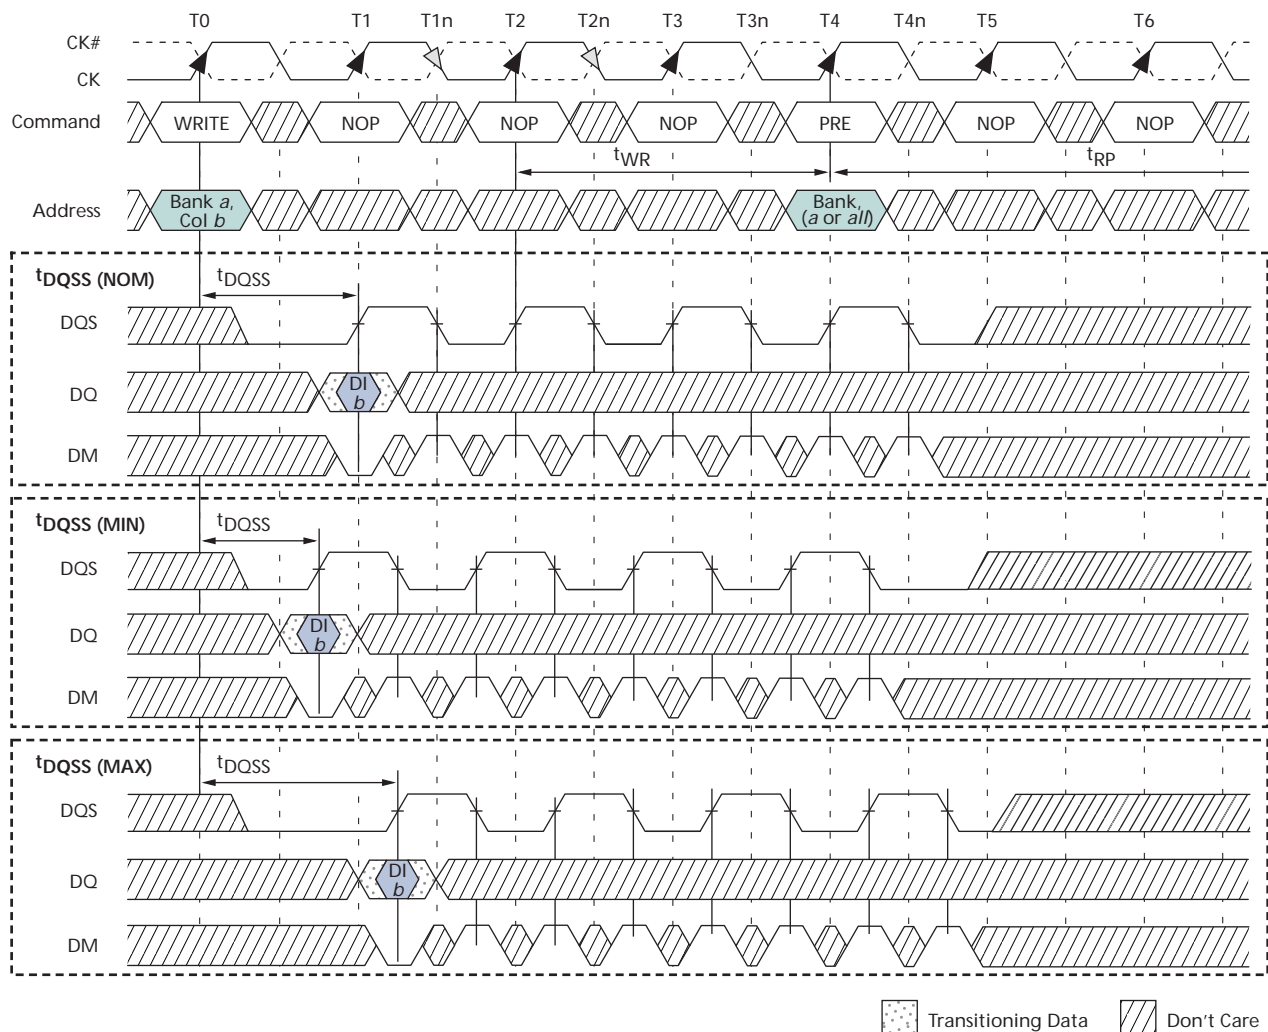 T0 T1 T1n T2 T2n T3 T3n T4 T4n T5 T6
CK#
CK
Command WRITE NOP NOP NOP PRE NOP NOP
tWR tRP
Address Bank a, Col b Bank, (a or all)
tDQSS (NOM) tDQSS
DQS
DQ DI b
DM
tDQSS (MIN) tDQSS
DQS
DQ DI b
DM
tDQSS (MAX) tDQSS
DQS
DQ DI b
DM
Transitioning Data Don't Care